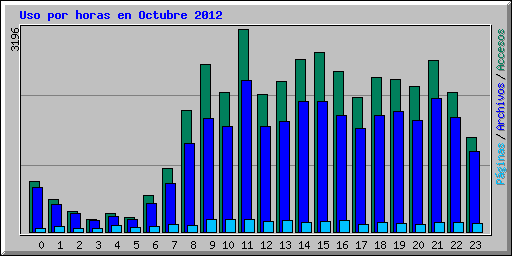 Uso por horas en Octubre 2012
3196
0 1 2 3 4 5 6 7 8 9 10 11 12 13 14 15 16 17 18 19 20 21 22 23
Páginas / Archivos / Accesos